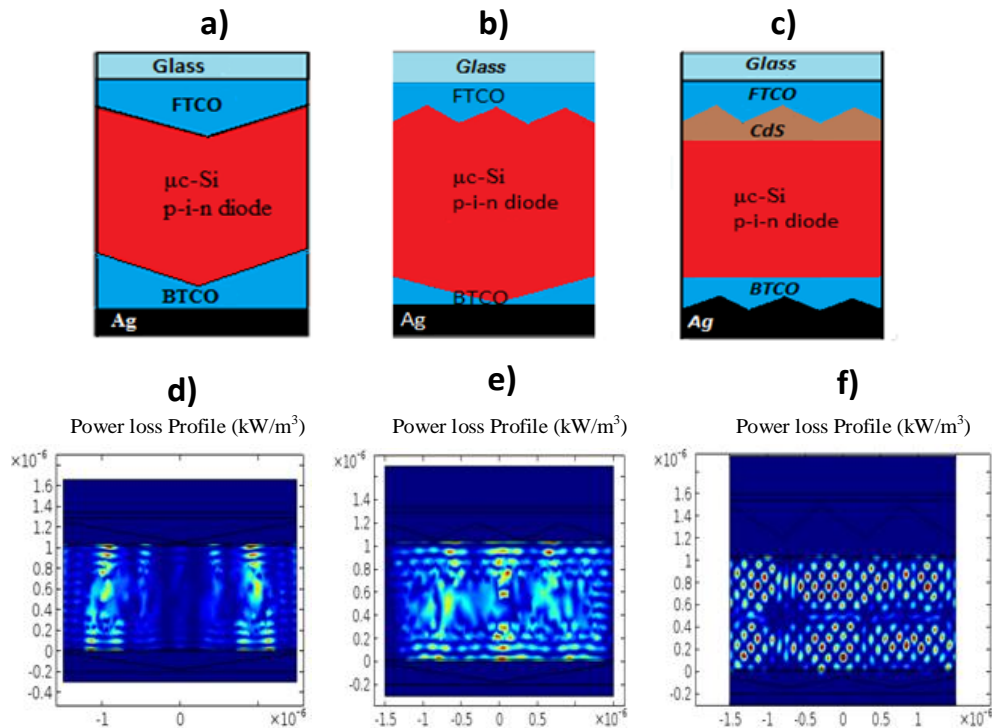 a)
b)
c)
Glass
FTCO
μc-Si
p-i-n diode
BTCO
Ag
Glass
FTCO
μc-Si
p-i-n diode
BTCO
Ag
Glass
FTCO
CdS
μc-Si
p-i-n diode
BTCO
Ag
d)
e)
f)
Power loss Profile (kW/m³)
Power loss Profile (kW/m³)
Power loss Profile (kW/m³)
×10⁻⁶
1.6
1.4
1.2
1
0.8
0.6
0.4
0.2
0
-0.2
-0.4
-1
0
×10⁻⁶
×10⁻⁶
1.4
1.2
1
0.8
0.6
0.4
0.2
0
-0.2
-1.5
-1
-0.5
0
0.5
1
1.5
×10⁻⁶
×10⁻⁶
1.8
1.6
1.4
1.2
1
0.8
0.6
0.4
0.2
0
-0.2
-1.5
-1
-0.5
0
0.5
1
×10⁻⁶